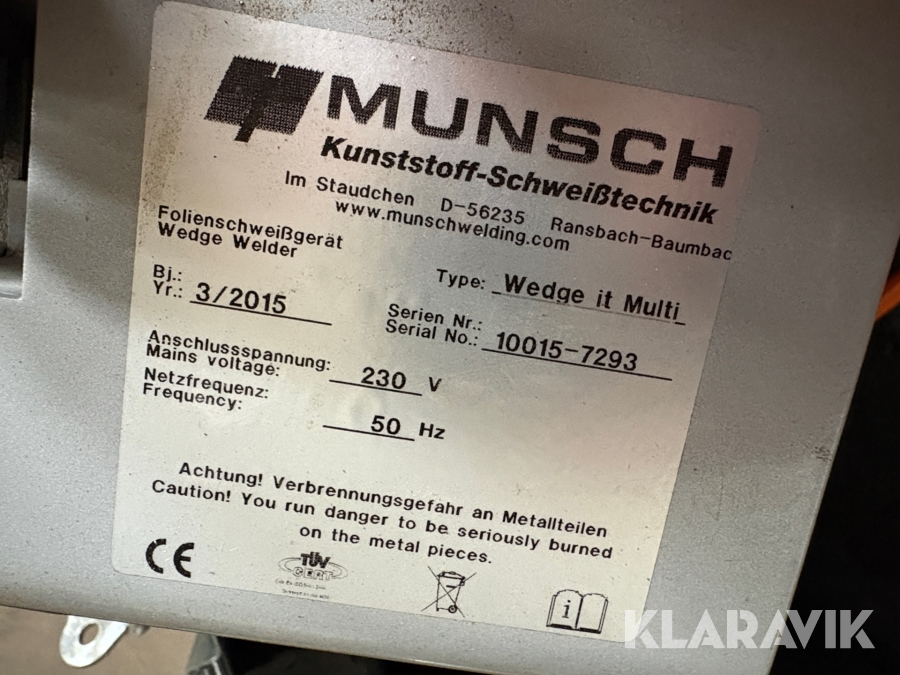 MUNSCH
Kunststoff-Schweißtechnik
Im Staudchen D-56235 Ransbach-Baumbac
www.munschwelding.com
Folienschweißgerät
Wedge Welder
Type: Wedge it Multi
Bj.:
Yr.: 3/2015
Serien Nr.:
Serial No.: 10015-7293
Anschlussspannung:
Mains voltage: 230 V
Netzfrequenz:
Frequency: 50 Hz
Achtung! Verbrennungsgefahr an Metallteilen
Caution! You run danger to be seriously burned
on the metal pieces.
CE
TÜV
CERT
i
KLARAVIK